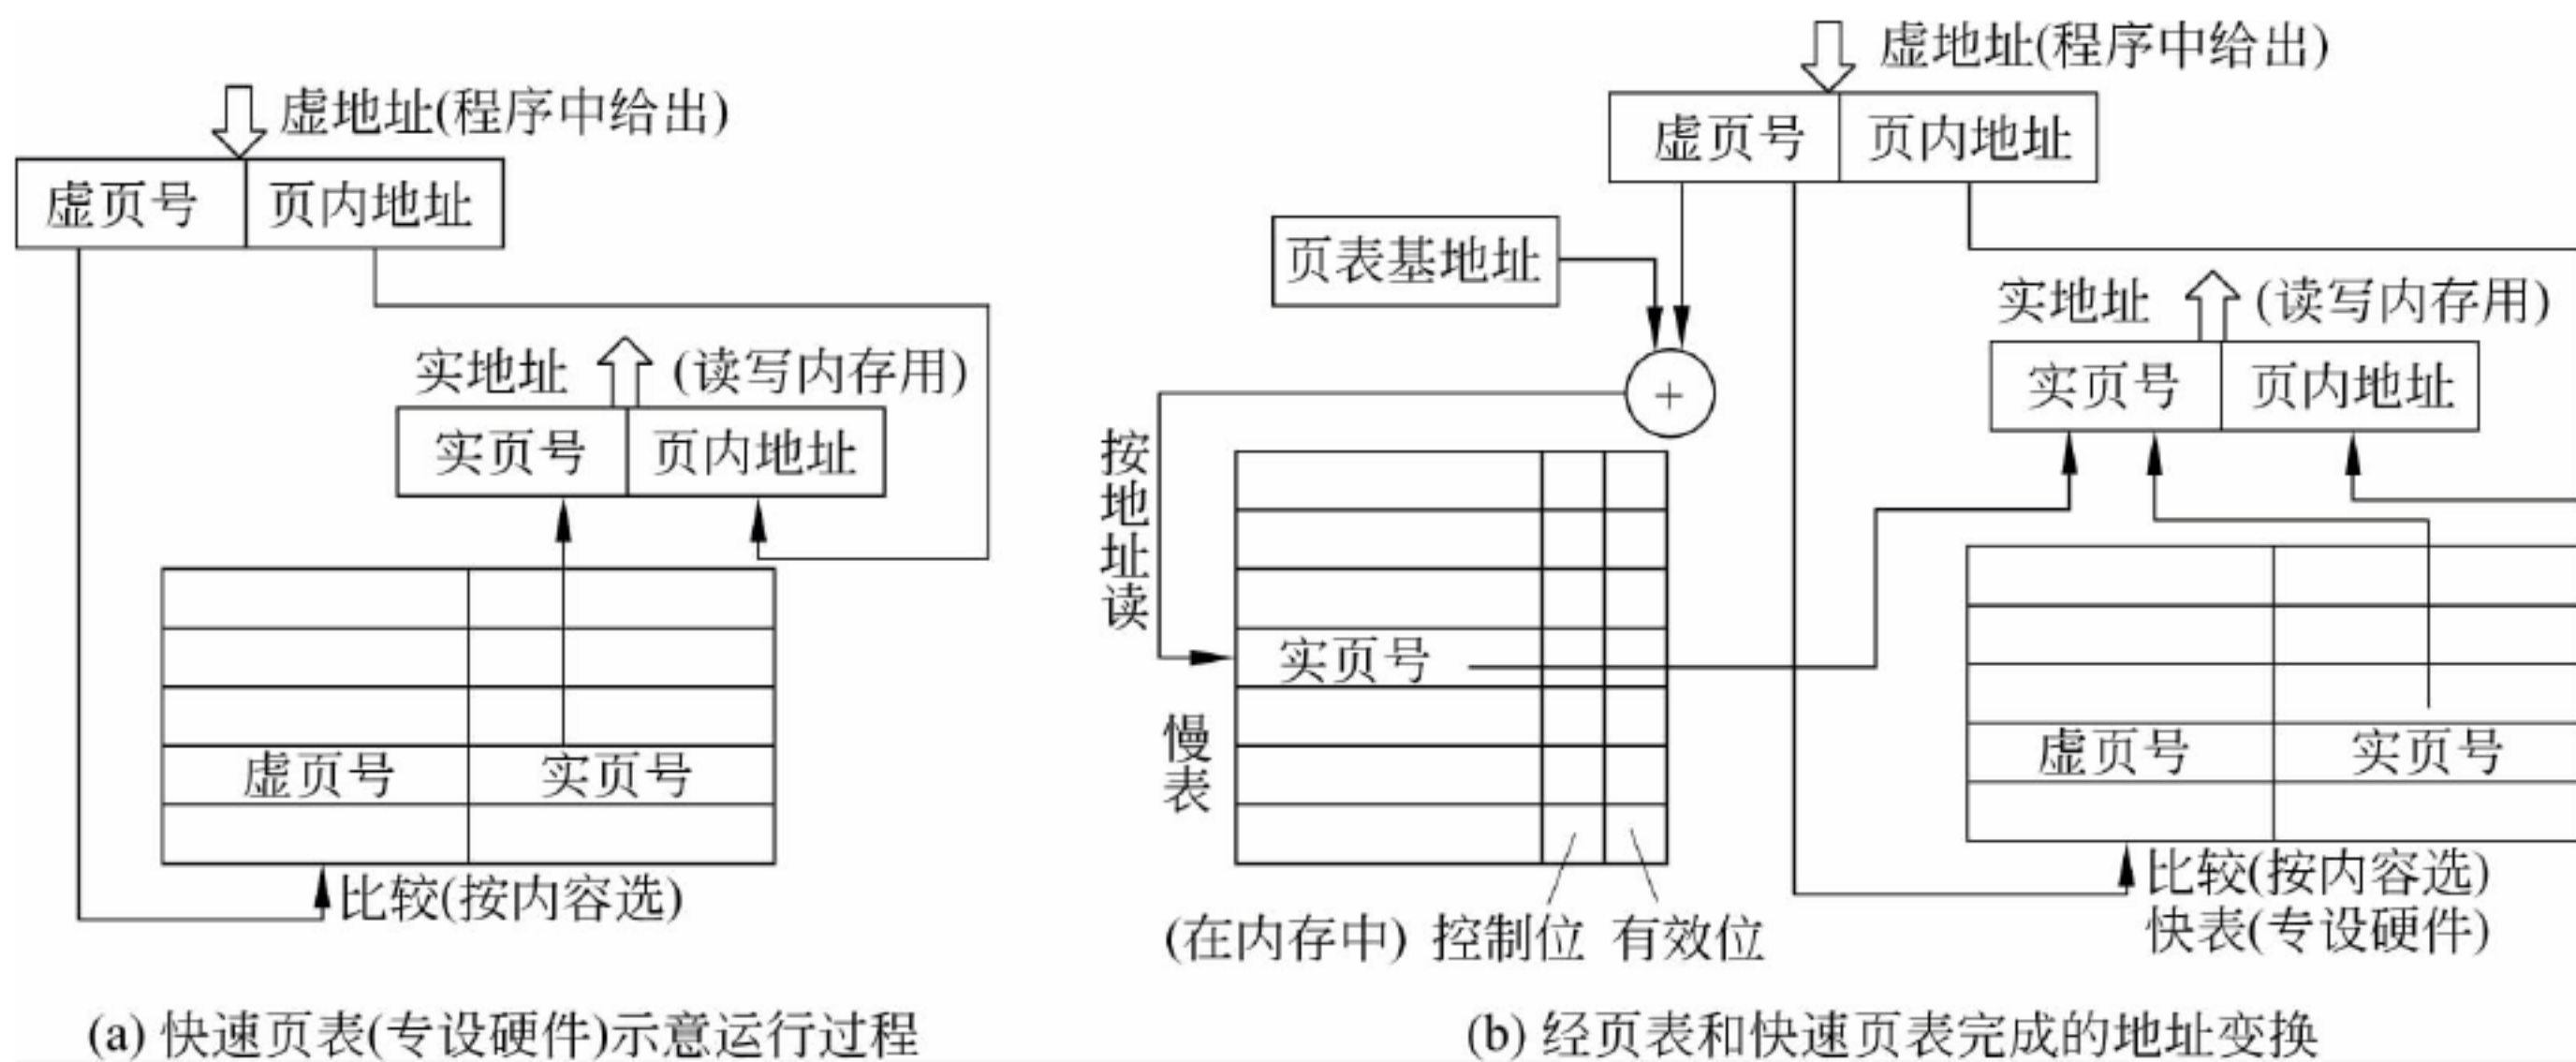 虚地址(程序中给出)
虚页号 页内地址
实地址 (读写内存用)
实页号 页内地址
虚页号 实页号
比较(按内容选)
(a) 快速页表(专设硬件)示意运行过程
虚地址(程序中给出)
虚页号 页内地址
页表基地址
+
实地址 (读写内存用)
实页号 页内地址
按地址读
实页号
慢表
虚页号 实页号
(在内存中) 控制位 有效位
比较(按内容选)
快表(专设硬件)
(b) 经页表和快速页表完成的地址变换